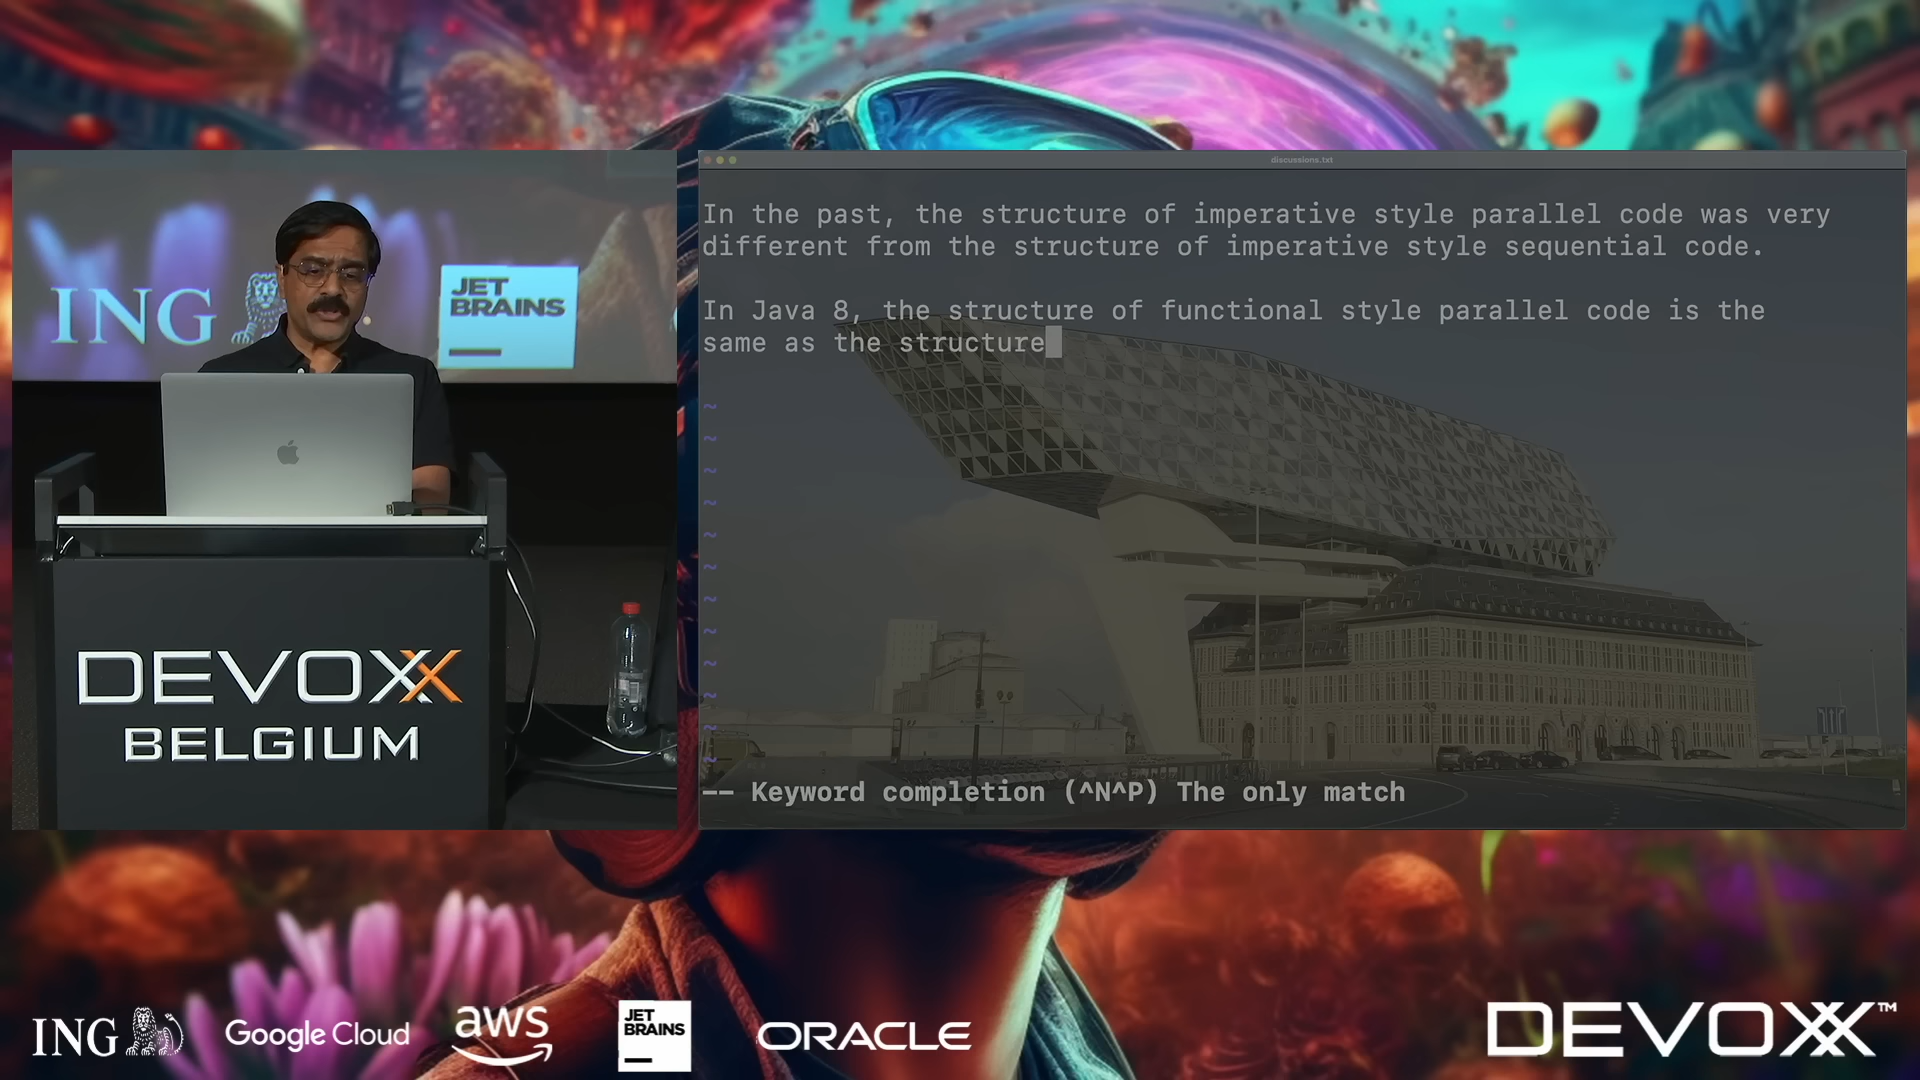 ING
JET
BRAINS
DEVOXX
BELGIUM
discussions.txt
In the past, the structure of imperative style parallel code was very
different from the structure of imperative style sequential code.
In Java 8, the structure of functional style parallel code is the
same as the structure
~
~
~
~
~
~
~
~
~
~
~
~
-- Keyword completion (^N^P) The only match
ING
Google Cloud
aws
JET
BRAINS
ORACLE
DEVOXX™